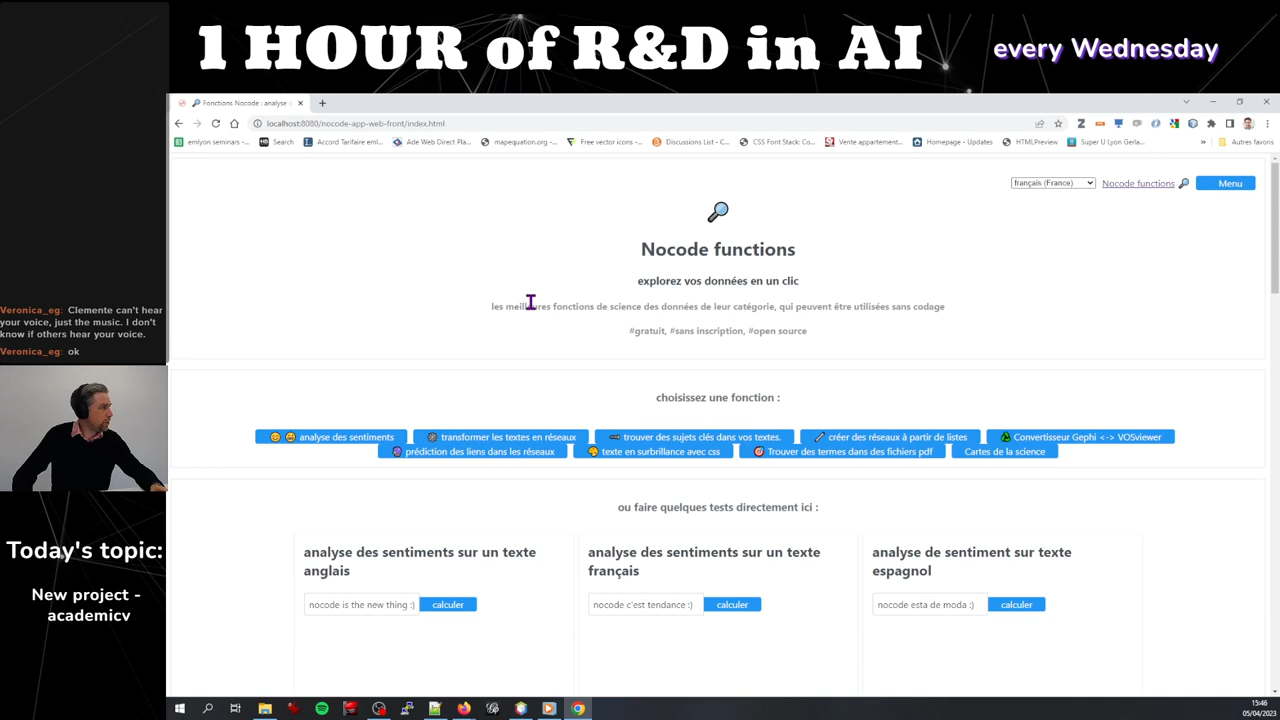 1 HOUR of R&D in AI
every Wednesday
Fonctions Nocode : analyse
localhost:8080/nocode-app-web-front/index.html
emlyon seminars -...
Search
Accord Tarifaire eml...
Ade Web Direct Pla...
mapequation.org -...
Free vector icons -...
Discussions List - C...
CSS Font Stack: Co...
Vente appartement...
Homepage - Updates
HTMLPreview
Super U Lyon Gerla...
»
Autres favoris
français (France)
Nocode functions
Menu
Nocode functions
explorez vos données en un clic
les meilleures fonctions de science des données de leur catégorie, qui peuvent être utilisées sans codage
#gratuit, #sans inscription, #open source
Veronica_eg: Clemente can't hear
your voice, just the music. I don't
know if others hear your voice.
Veronica_eg: ok
choisissez une fonction :
analyse des sentiments
transformer les textes en réseaux
trouver des sujets clés dans vos textes.
créer des réseaux à partir de listes
Convertisseur Gephi <-> VOSviewer
prédiction des liens dans les réseaux
texte en surbrillance avec css
Trouver des termes dans des fichiers pdf
Cartes de la science
ou faire quelques tests directement ici :
analyse des sentiments sur un texte
anglais
nocode is the new thing :)
calculer
analyse des sentiments sur un texte
français
nocode c'est tendance :)
calculer
analyse de sentiment sur texte
espagnol
nocode esta de moda :)
calculer
Today's topic:
New project -
academicv
15:46
05/04/2023